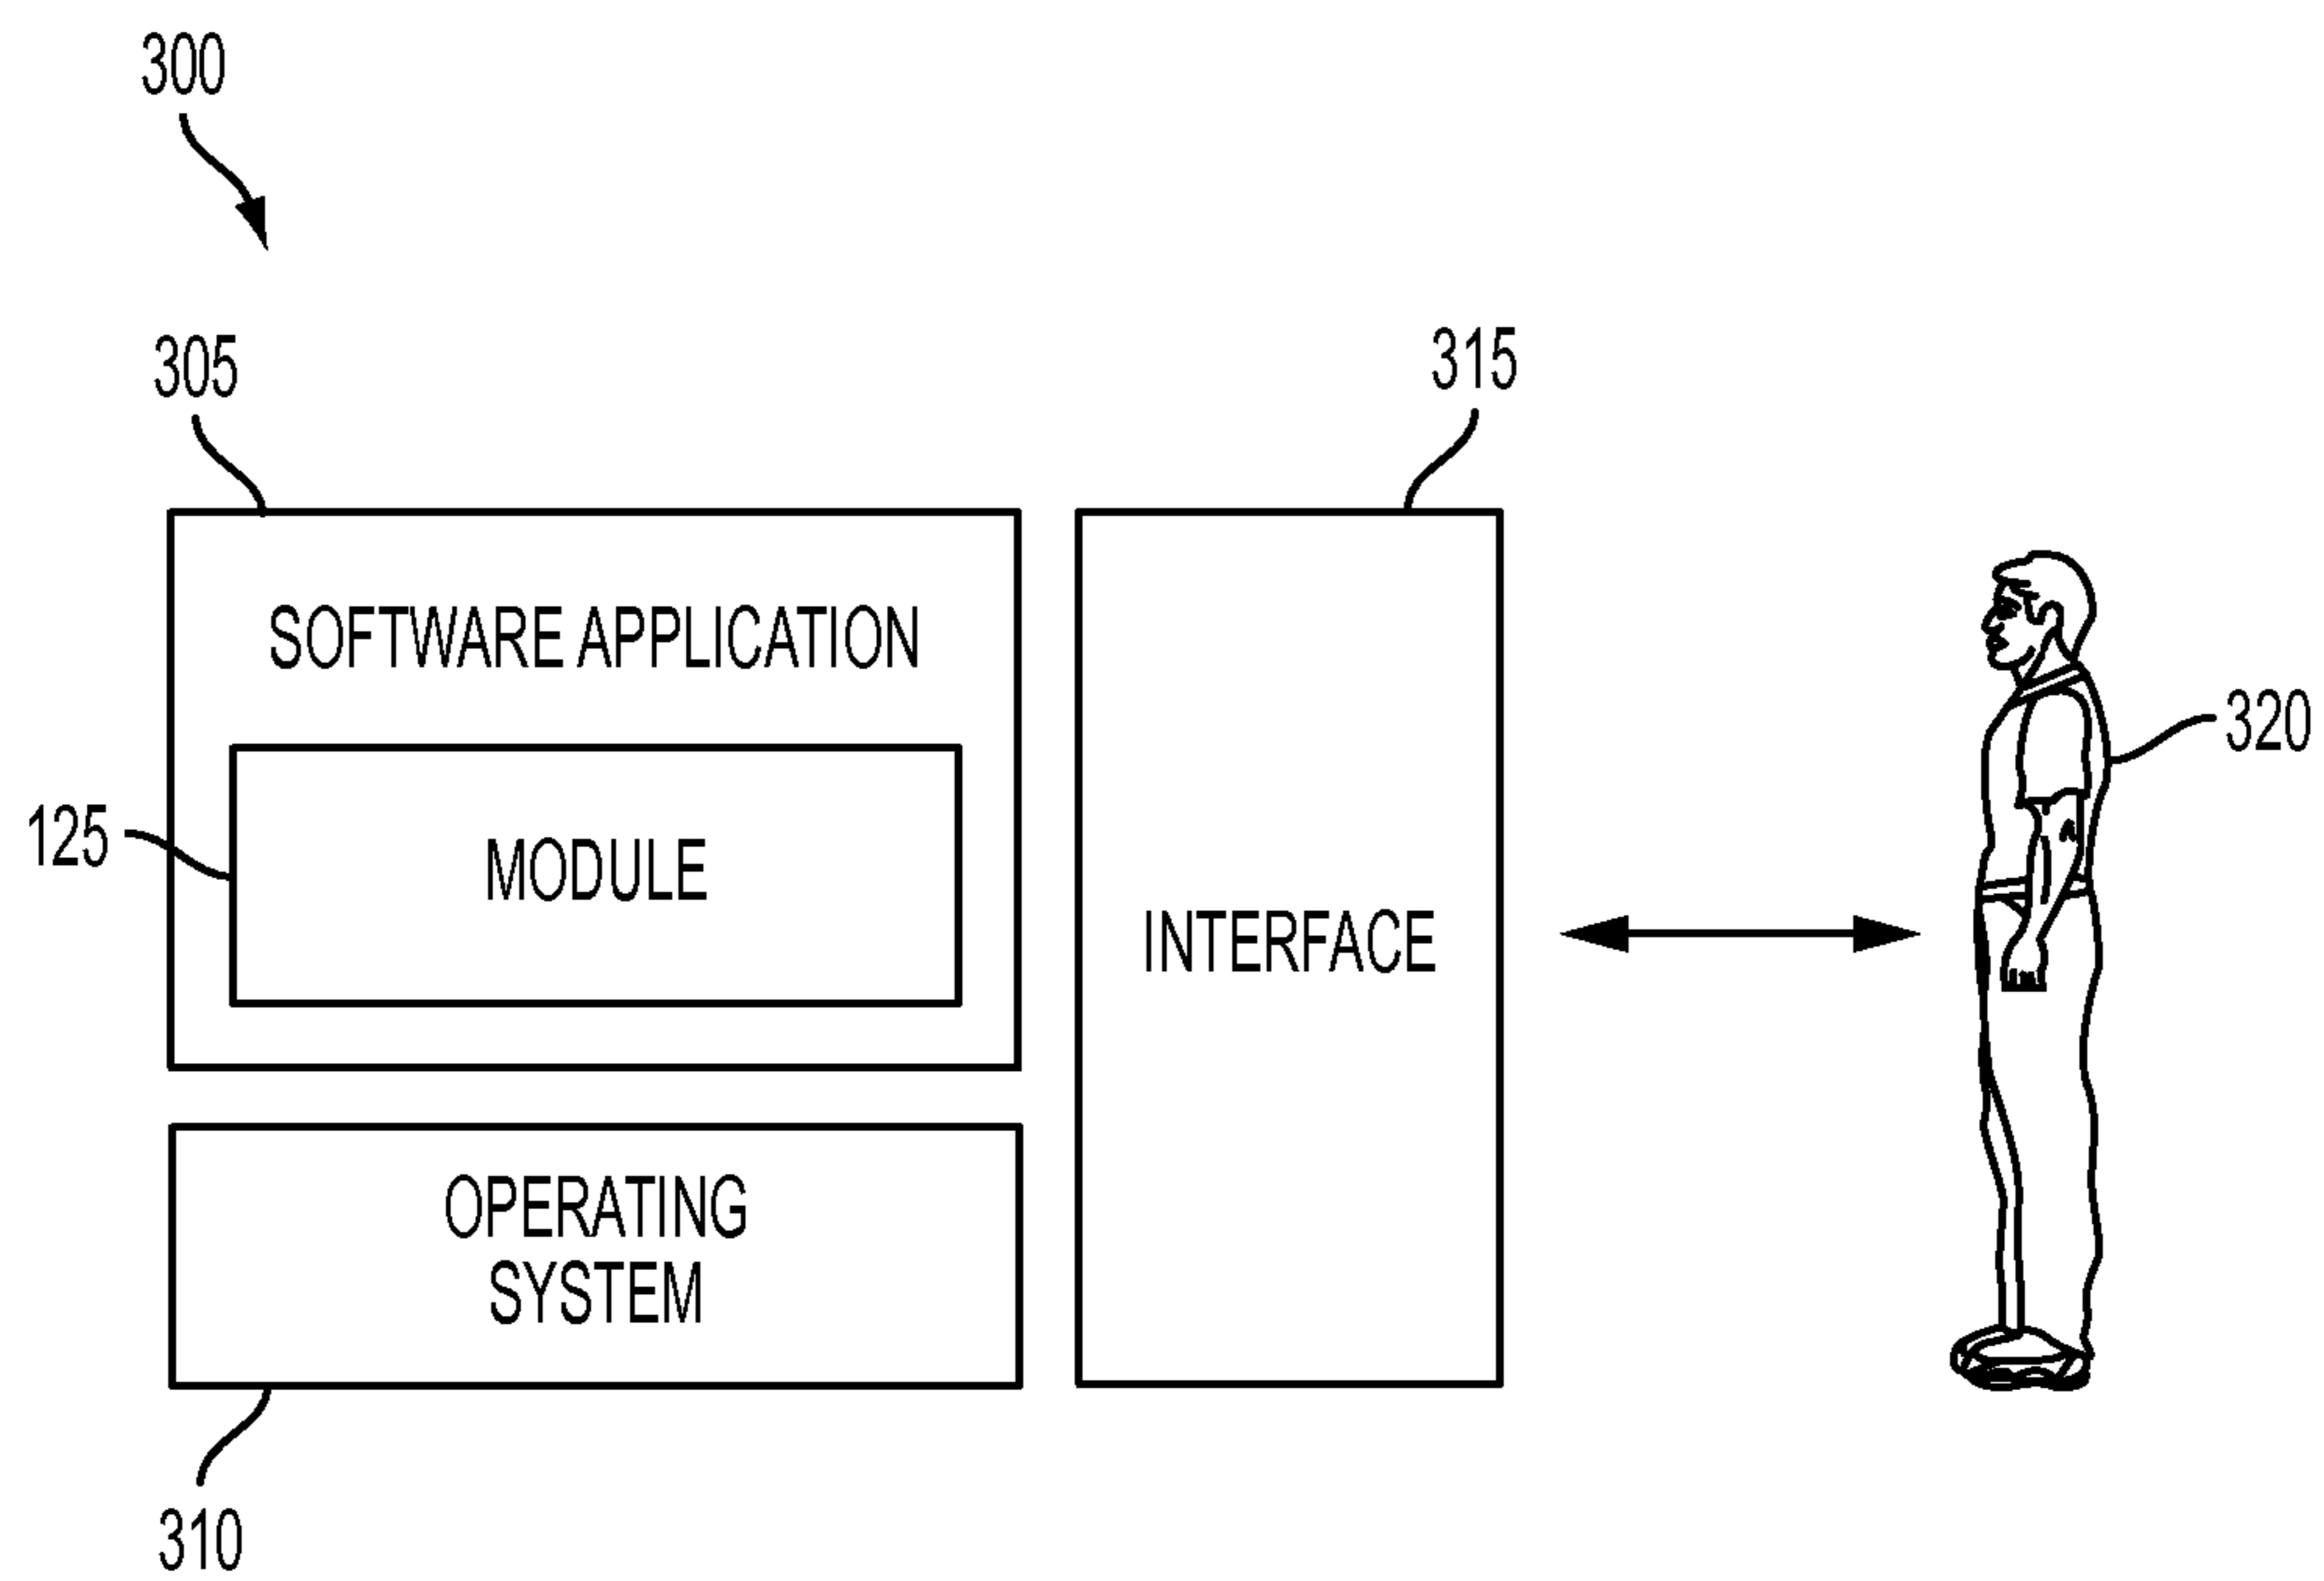 300
305
315
SOFTWARE APPLICATION
320
125
MODULE
INTERFACE
OPERATING
SYSTEM
310